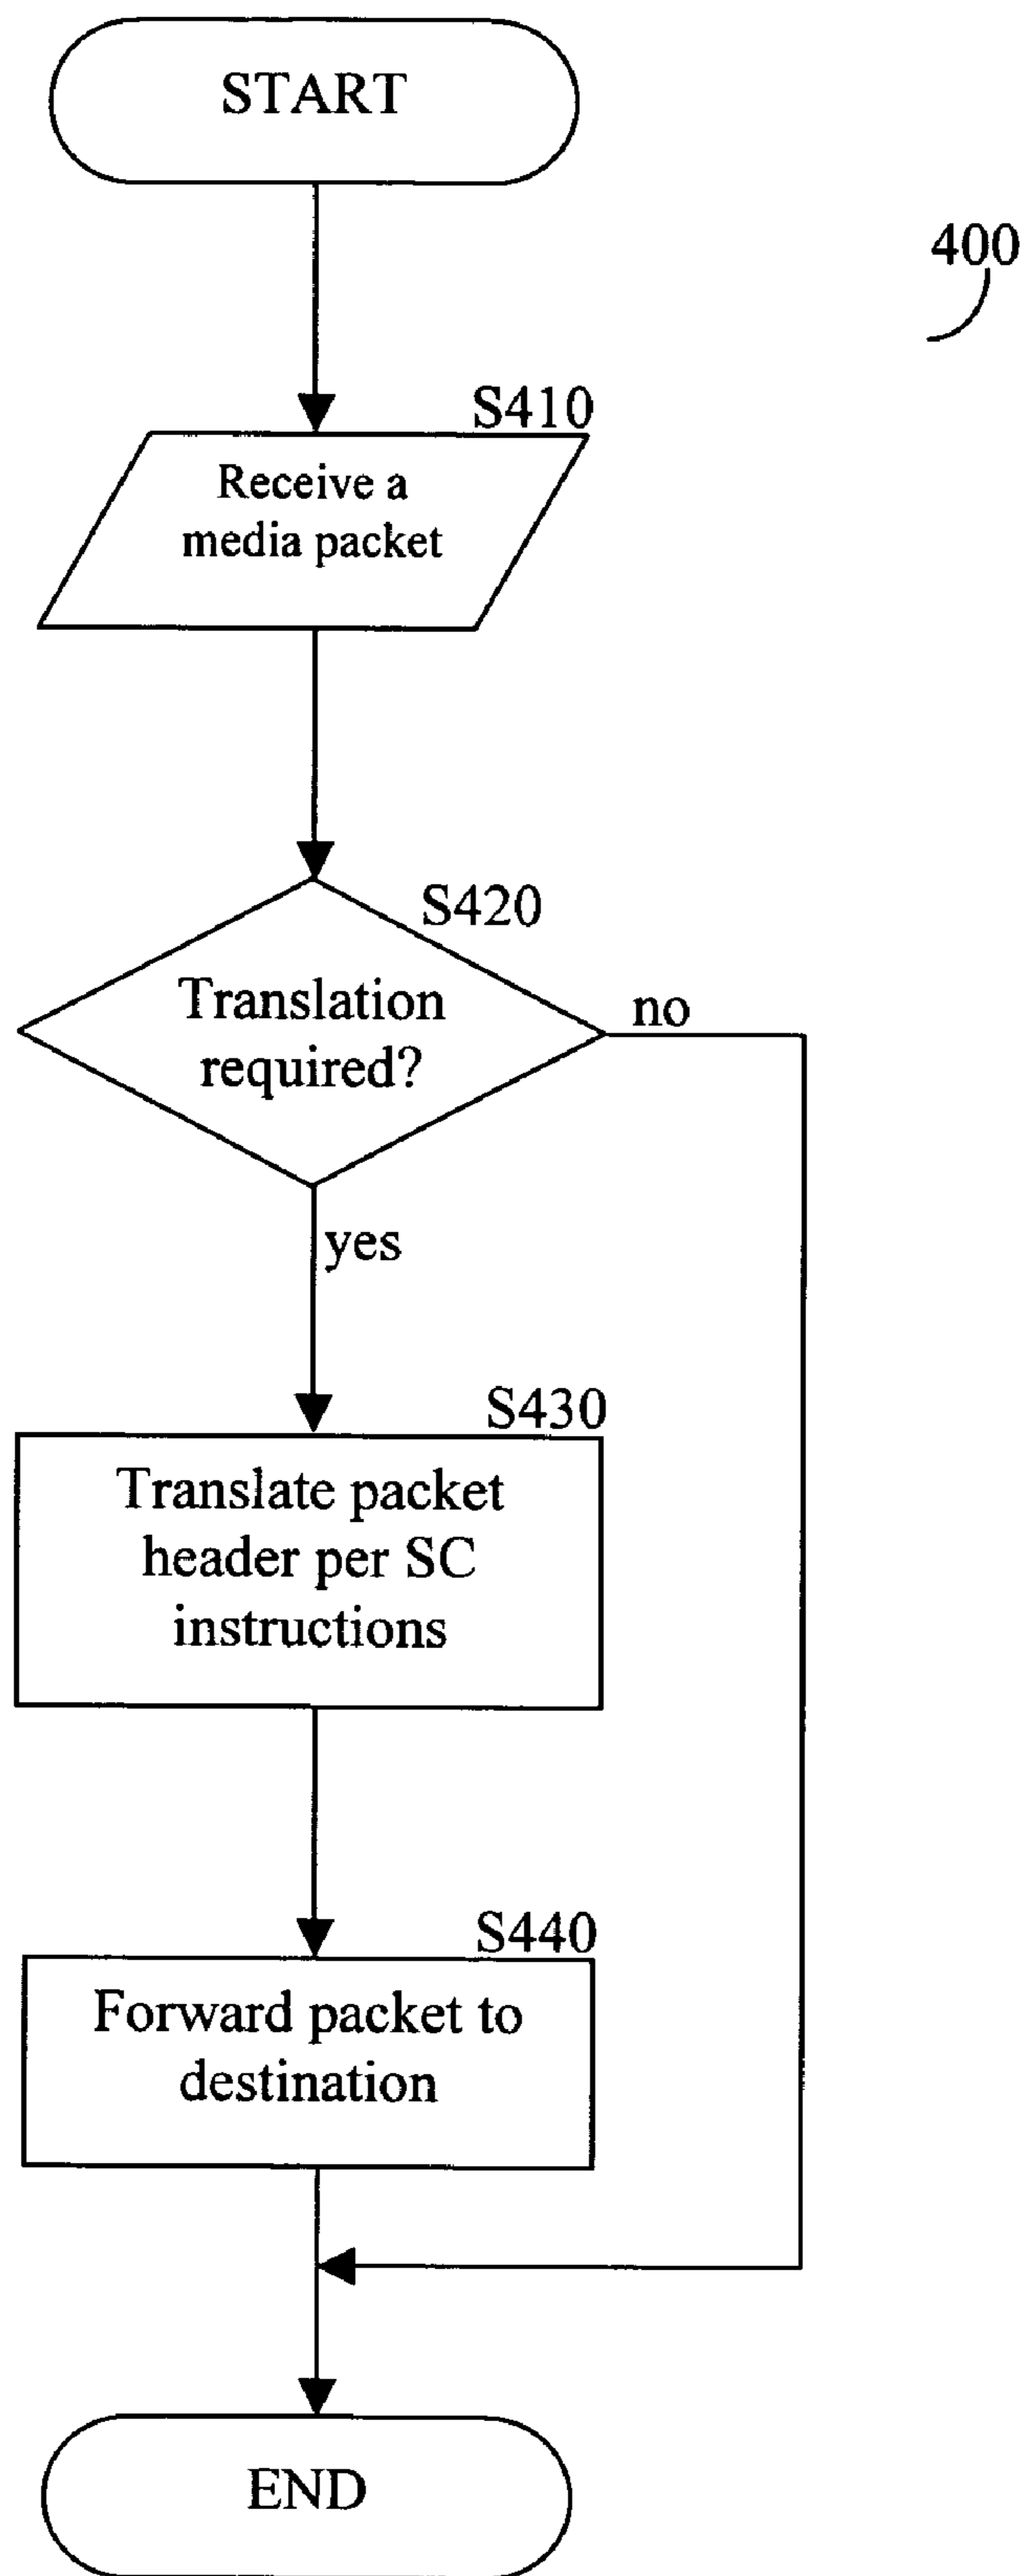 START
400
S410
Receive a
media packet
S420
Translation
required?
no
yes
S430
Translate packet
header per SC
instructions
S440
Forward packet to
destination
END